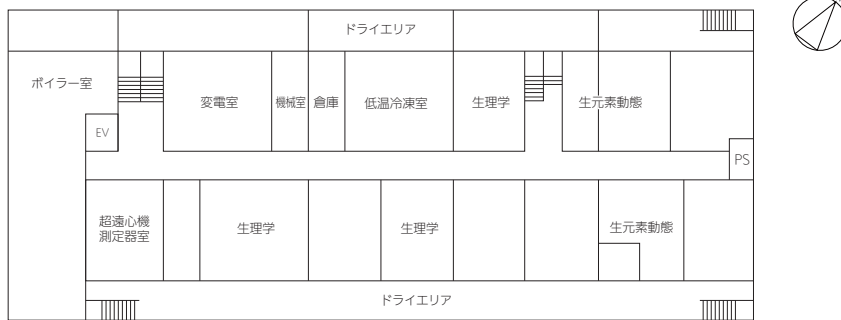 ドライエリア
ボイラー室
変電室
機械室
倉庫
低温冷凍室
生理学
生元素動態
EV
PS
超遠心機
測定器室
生理学
生理学
生元素動態
ドライエリア